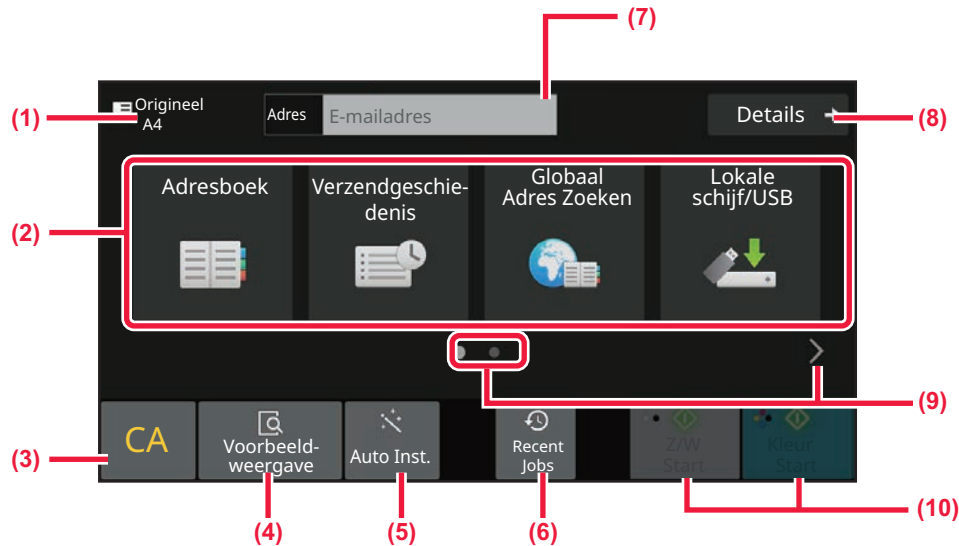 (7)
(1)
Origineel
A4
Adres
E-mailadres
Details
(8)
(2)
Adresboek
Verzendgeschie-
denis
Globaal
Adres Zoeken
Lokale
schijf/USB
(9)
(3)
CA
Voorbeeld-
weergave
Auto Inst.
Recent
Jobs
Z/W
Start
Kleur
Start
(4)
(5)
(6)
(10)